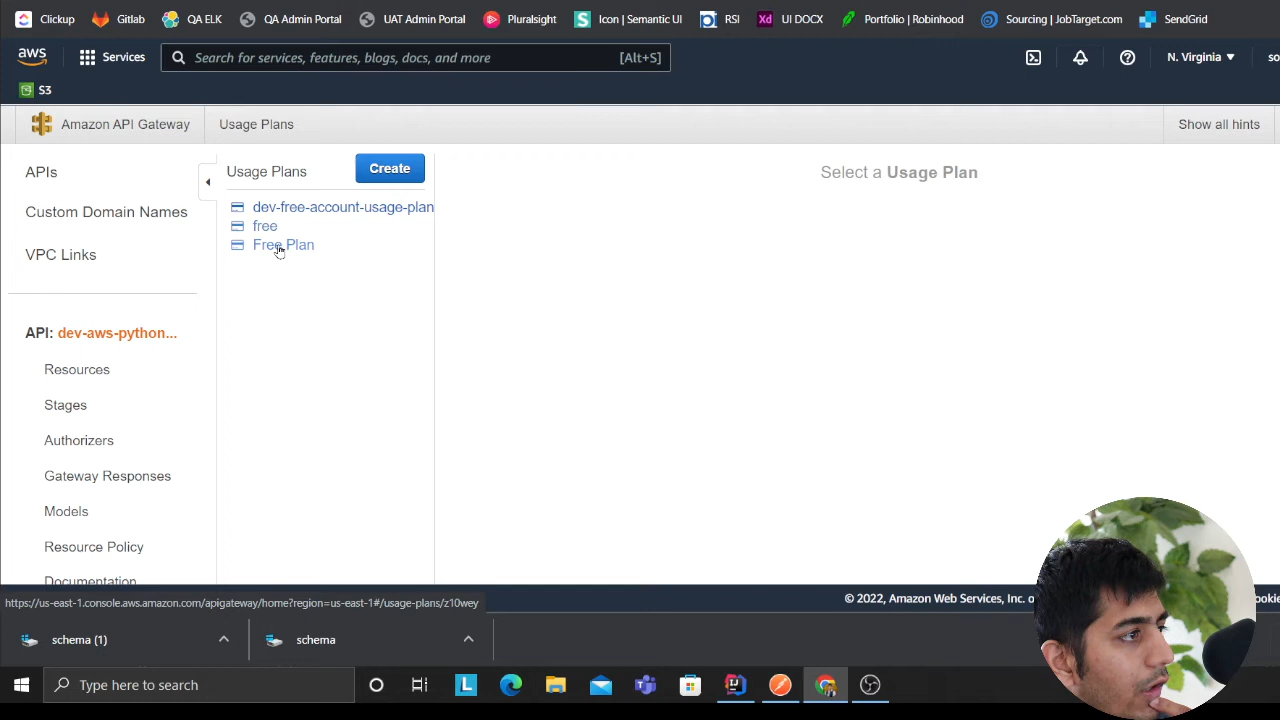 Clickup Gitlab QA ELK QA Admin Portal UAT Admin Portal Pluralsight S Icon | Semantic UI RSI Xd UI DOCX Portfolio | Robinhood Sourcing | JobTarget.com SendGrid
aws Services Search for services, features, blogs, docs, and more [Alt+S] N. Virginia ▼ so
S3
Amazon API Gateway Usage Plans Show all hints
APIs
Custom Domain Names
VPC Links
API: dev-aws-python...
Resources
Stages
Authorizers
Gateway Responses
Models
Resource Policy
Documentation
Usage Plans Create
dev-free-account-usage-plan
free
Free Plan
Select a Usage Plan
https://us-east-1.console.aws.amazon.com/apigateway/home?region=us-east-1#/usage-plans/z10wey
© 2022, Amazon Web Services, Inc. o
ookie
schema (1) schema
Type here to search
L